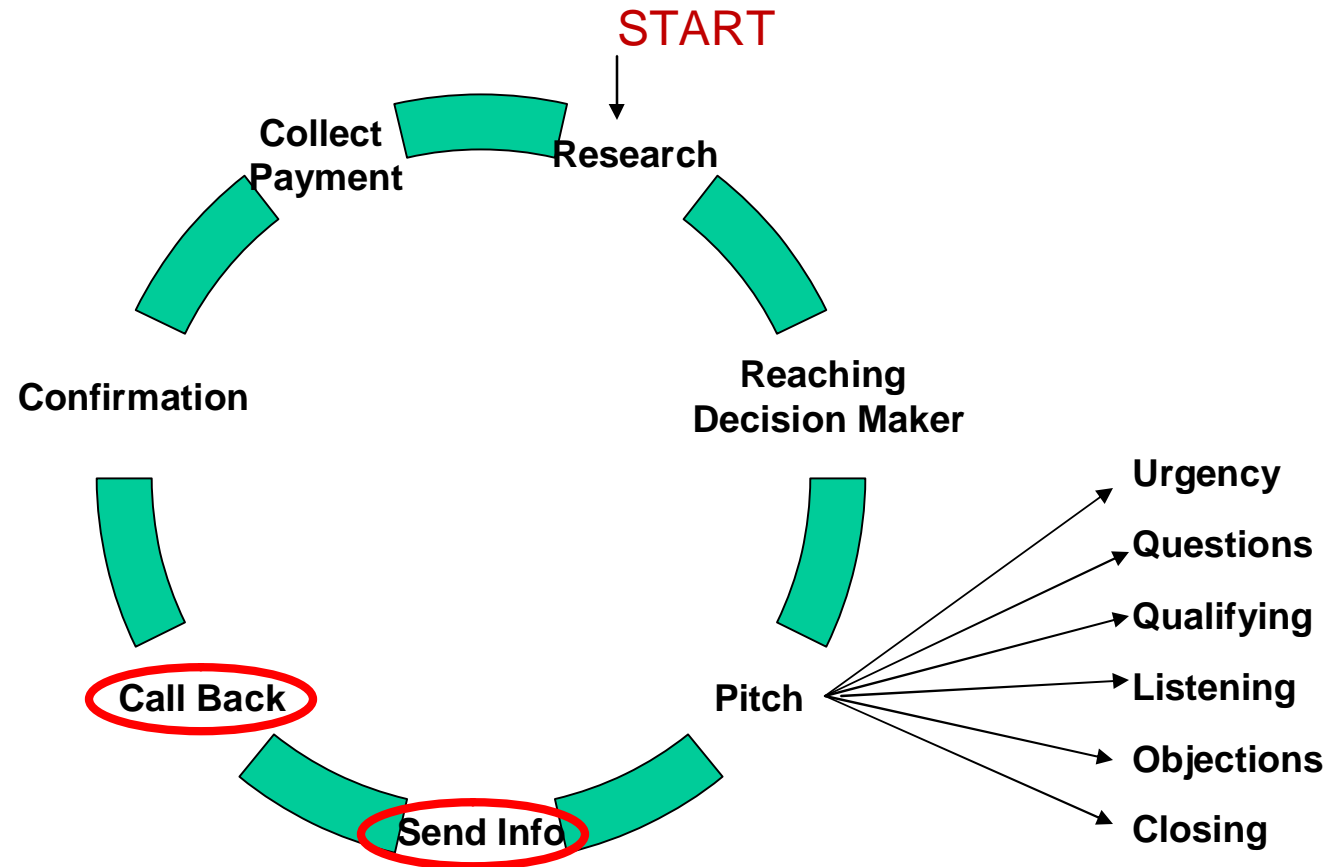 START
Research
Reaching
Decision Maker
Pitch
Urgency
Questions
Qualifying
Listening
Objections
Closing
Send Info
Call Back
Confirmation
Collect
Payment